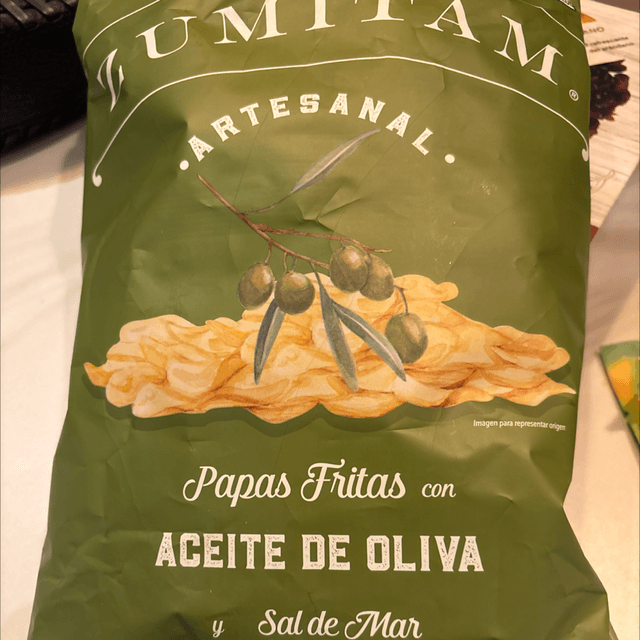 ZUMITAM®
ARTESANAL
Imagen para representar origen
Papas Fritas con
ACEITE DE OLIVA
y Sal de Mar